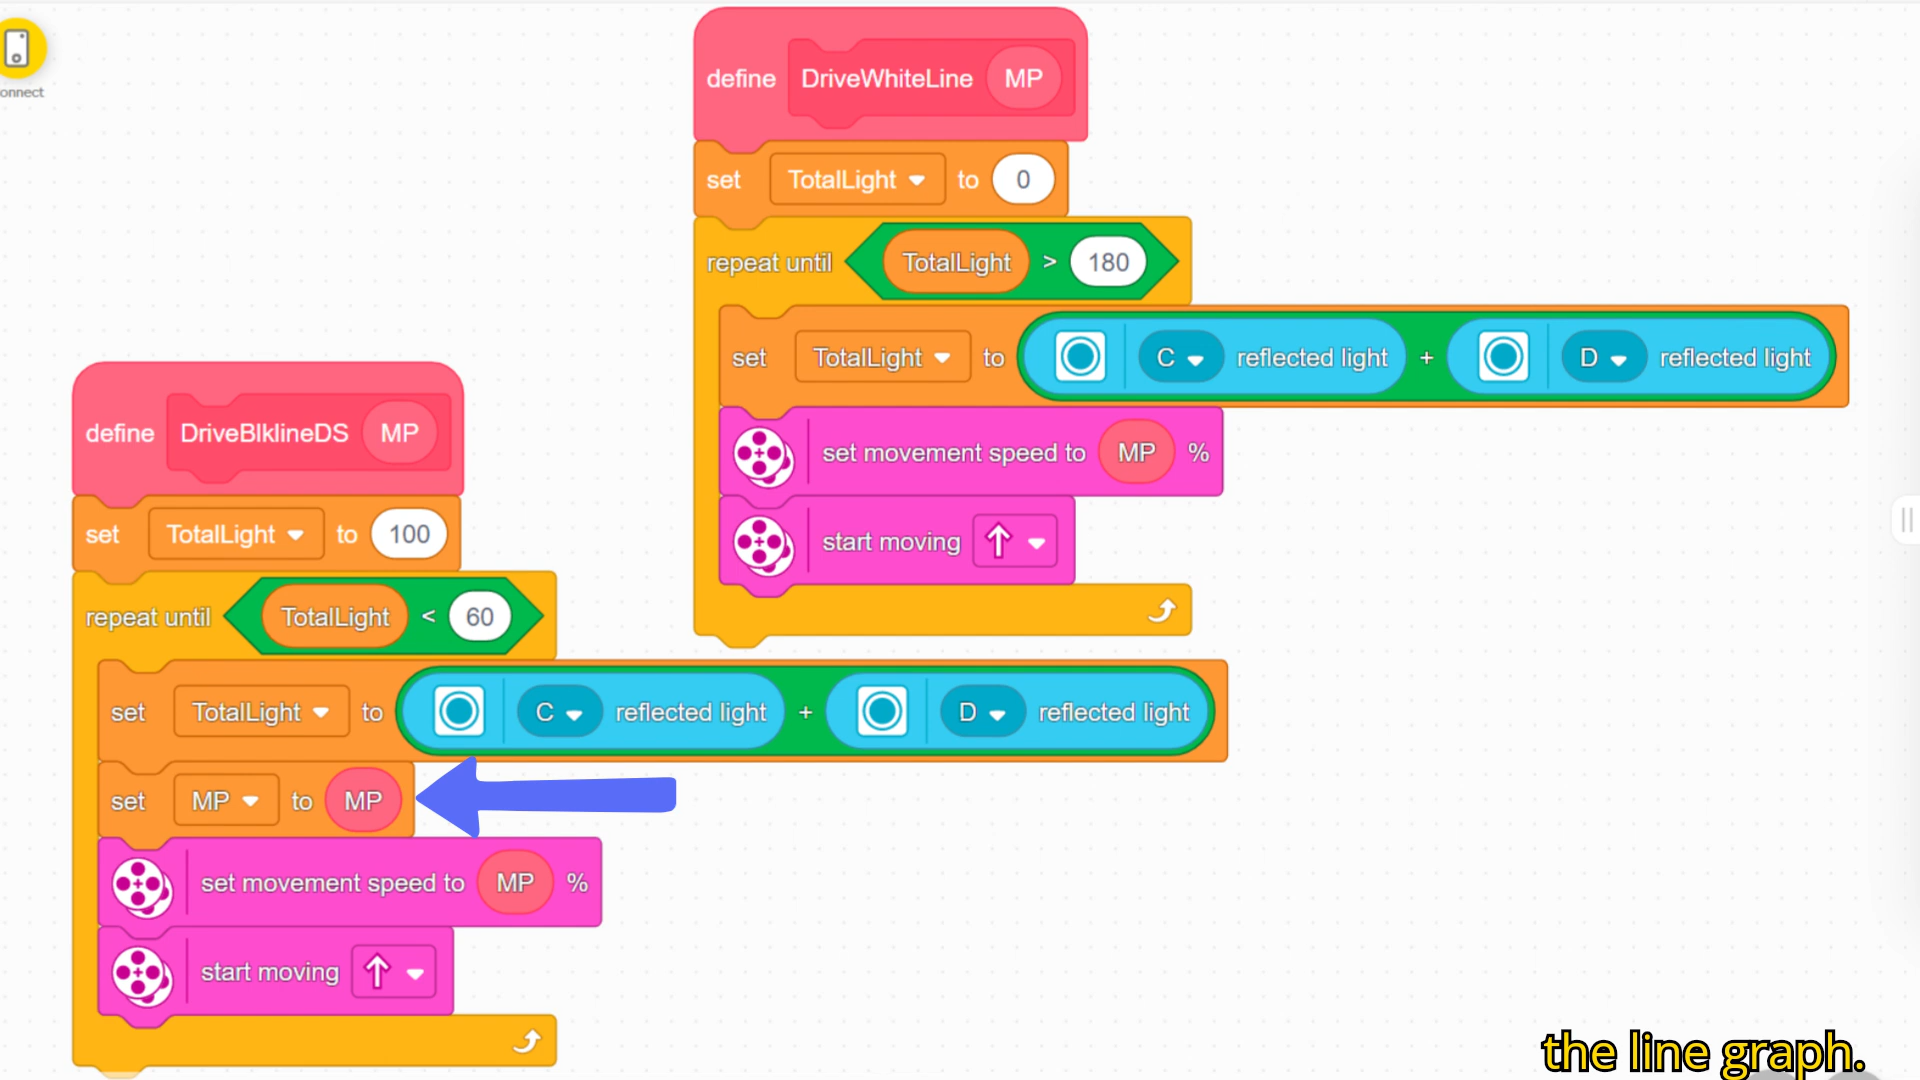 onnect
define DriveWhiteLine MP
set TotalLight to 0
repeat until TotalLight > 180
set TotalLight to C reflected light + D reflected light
set movement speed to MP %
start moving
define DriveBlklineDS MP
set TotalLight to 100
repeat until TotalLight < 60
set TotalLight to C reflected light + D reflected light
set MP to MP
set movement speed to MP %
start moving
the line graph.